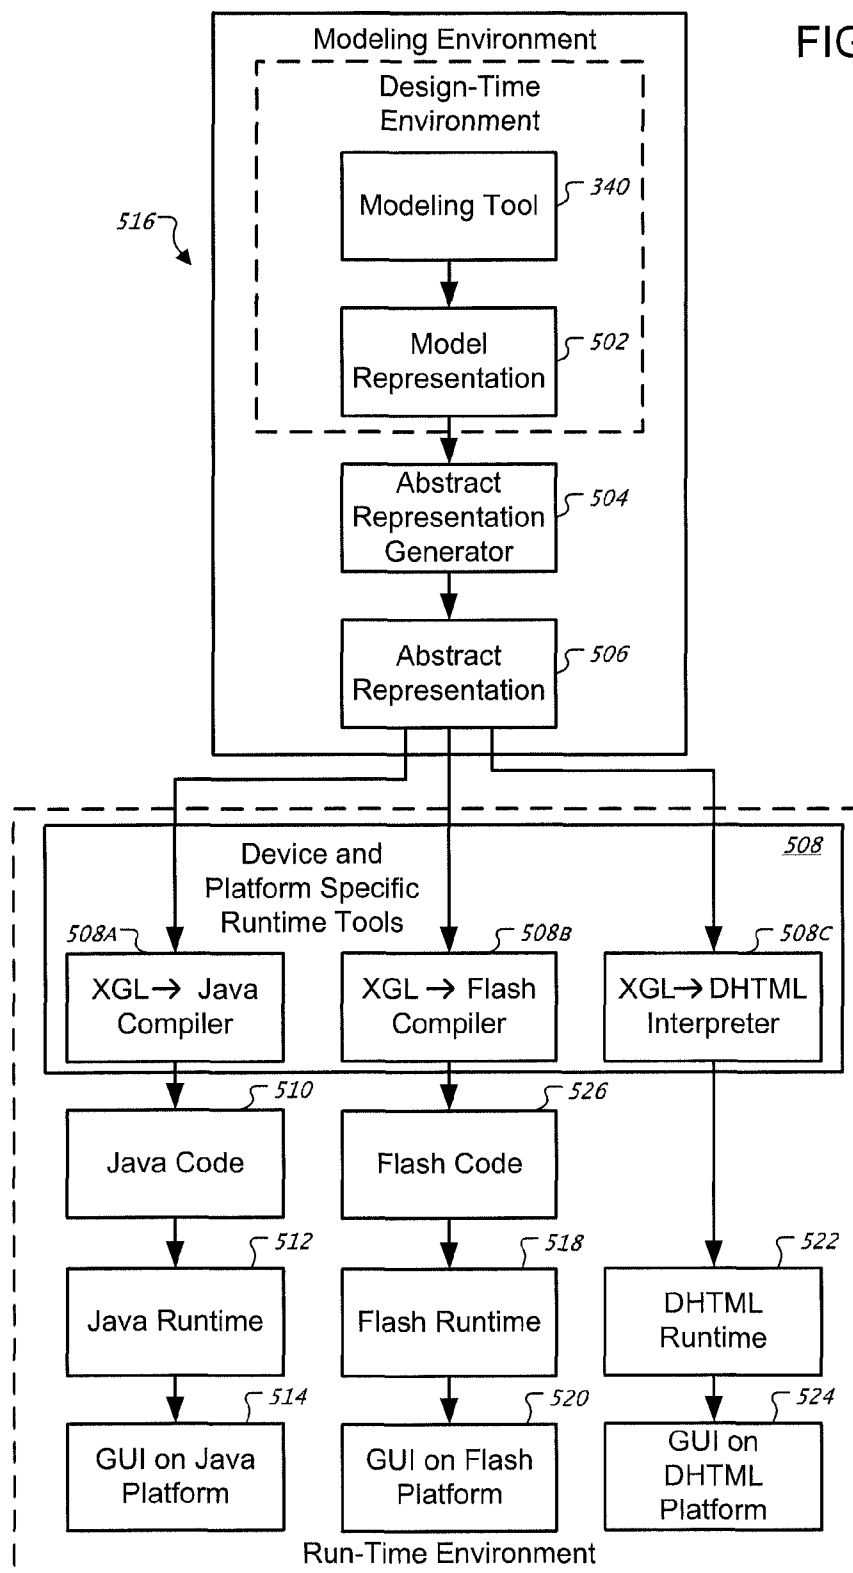 Modeling Environment
FIG
Design-Time
Environment
Modeling Tool
340
516
Model
Representation
502
Abstract
Representation
Generator
504
Abstract
Representation
506
508
Device and
Platform Specific
Runtime Tools
508A
508B
508C
XGL→ Java
Compiler
XGL → Flash
Compiler
XGL→DHTML
Interpreter
510
526
Java Code
Flash Code
512
518
522
Java Runtime
Flash Runtime
DHTML
Runtime
514
520
524
GUI on Java
Platform
GUI on Flash
Platform
GUI on
DHTML
Platform
Run-Time Environment